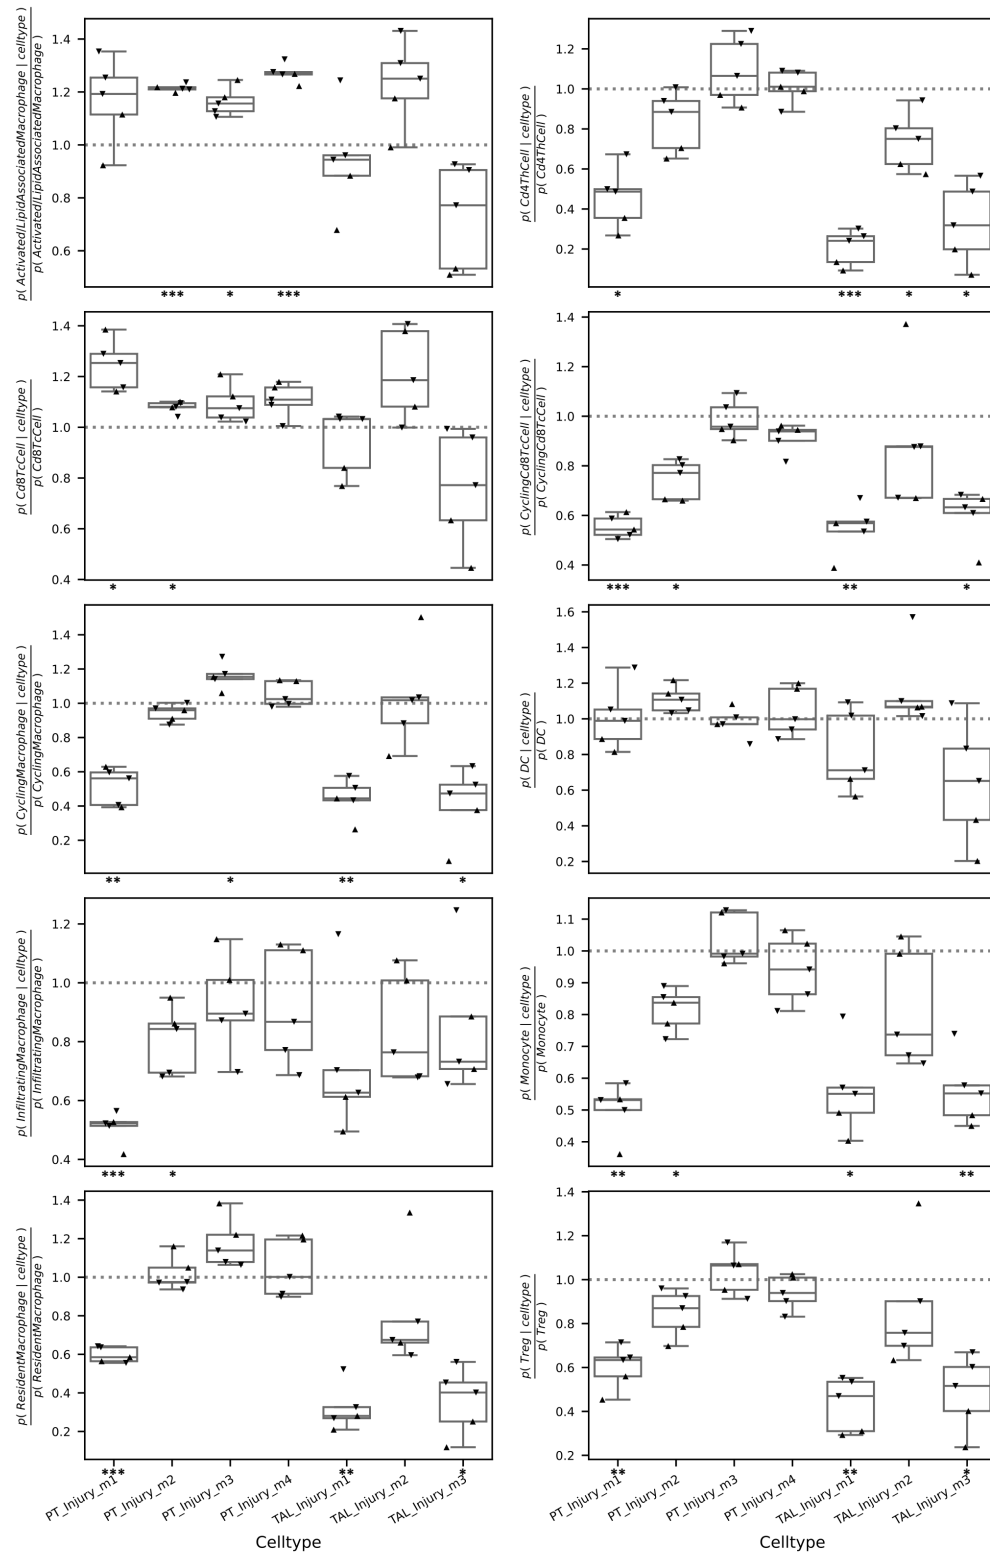 p( Activated/LipidAssociatedMacrophage | celltype )
p( Activated/LipidAssociatedMacrophage )
1.4
1.2
1.0
0.8
0.6
*** * ***
p( Cd4ThCell | celltype )
p( Cd4ThCell )
1.2
1.0
0.8
0.6
0.4
0.2
* *** * *
p( Cd8TcCell | celltype )
p( Cd8TcCell )
1.4
1.2
1.0
0.8
0.6
0.4
* *
p( CyclingCd8TcCell | celltype )
p( CyclingCd8TcCell )
1.4
1.2
1.0
0.8
0.6
0.4
*** * ** *
p( CyclingMacrophage | celltype )
p( CyclingMacrophage )
1.4
1.2
1.0
0.8
0.6
0.4
0.2
** * ** *
p( DC | celltype )
p( DC )
1.6
1.4
1.2
1.0
0.8
0.6
0.4
0.2
p( InfiltratingMacrophage | celltype )
p( InfiltratingMacrophage )
1.2
1.0
0.8
0.6
0.4
*** *
p( Monocyte | celltype )
p( Monocyte )
1.1
1.0
0.9
0.8
0.7
0.6
0.5
0.4
** * * **
p( ResidentMacrophage | celltype )
p( ResidentMacrophage )
1.4
1.2
1.0
0.8
0.6
0.4
0.2
*** ** *
PT_Injury_m1
PT_Injury_m2
PT_Injury_m3
PT_Injury_m4
TAL_Injury_m1
TAL_Injury_m2
TAL_Injury_m3
Celltype
p( Treg | celltype )
p( Treg )
1.4
1.2
1.0
0.8
0.6
0.4
0.2
** ** *
PT_Injury_m1
PT_Injury_m2
PT_Injury_m3
PT_Injury_m4
TAL_Injury_m1
TAL_Injury_m2
TAL_Injury_m3
Celltype